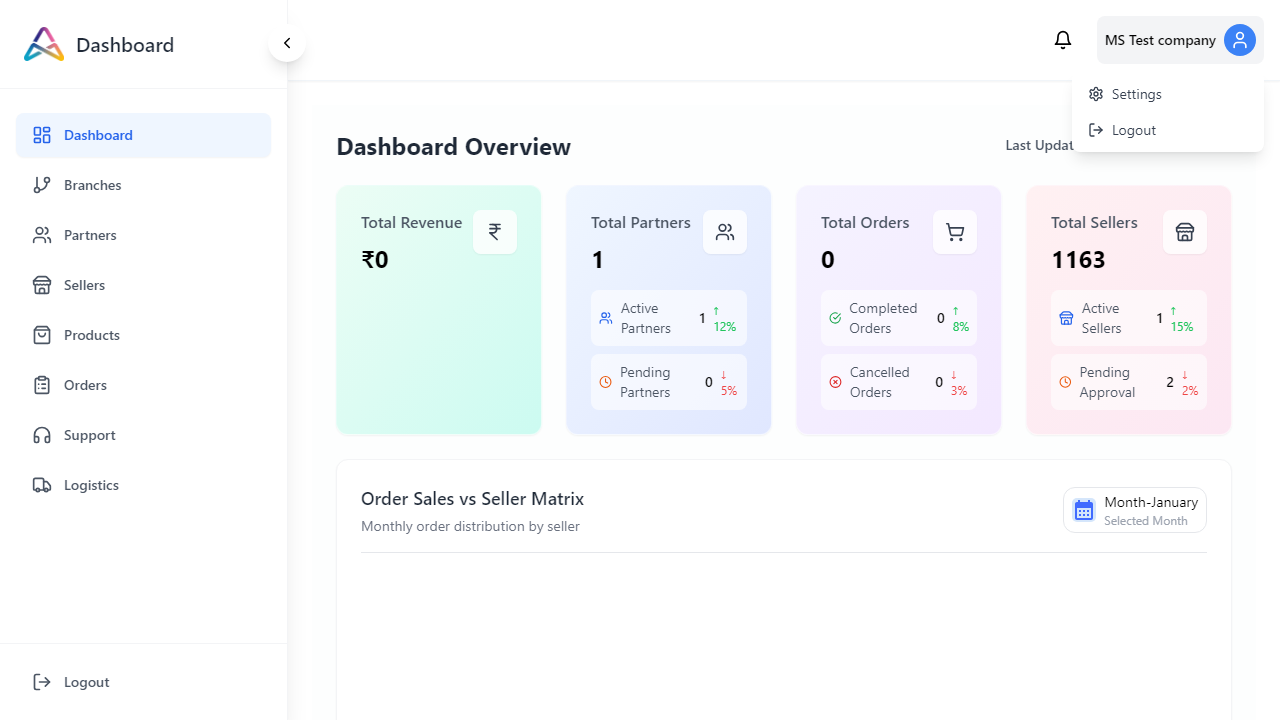 Dashboard
MS Test company
Settings
Logout
Dashboard
Branches
Partners
Sellers
Products
Orders
Support
Logistics
Logout
Dashboard Overview
Last
Total Revenue
₹0
Total Partners
1
Active
Partners
1
↑
12%
Pending
Partners
0
↓
5%
Total Orders
0
Completed
Orders
0
↑
8%
Cancelled
Orders
0
↓
3%
Total Sellers
1163
Active
Sellers
1
↑
15%
Pending
Approval
2
↓
2%
Order Sales vs Seller Matrix
Monthly order distribution by seller
Month-January
Selected Month